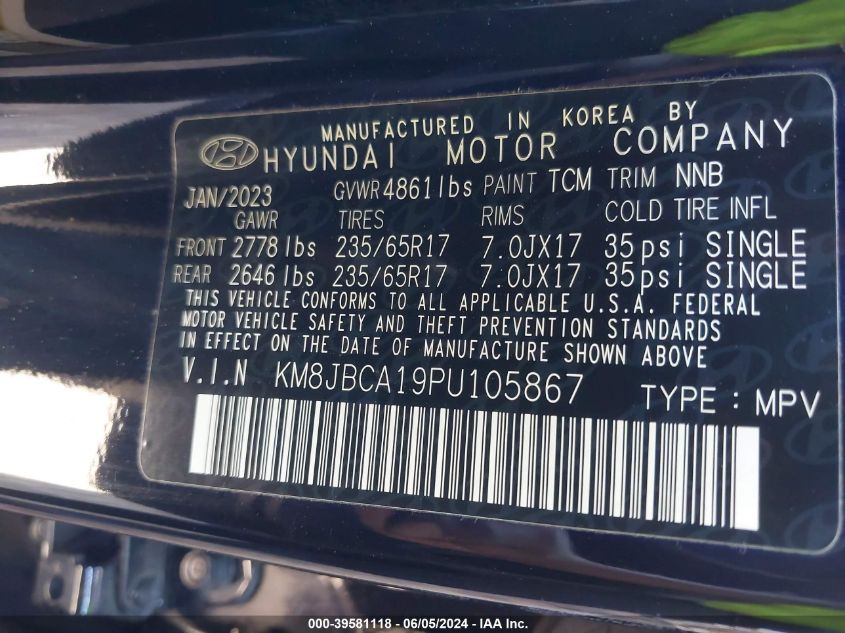 MANUFACTURED IN KOREA BY
HYUNDAI MOTOR COMPANY
JAN/2023 GVWR 4861 lbs PAINT TCM TRIM NNB
GAWR TIRES RIMS COLD TIRE INFL
FRONT 2778 lbs 235/65R17 7.0JX17 35psi SINGLE
REAR 2646 lbs 235/65R17 7.0JX17 35psi SINGLE
THIS VEHICLE CONFORMS TO ALL APPLICABLE U.S.A. FEDERAL
MOTOR VEHICLE SAFETY AND THEFT PREVENTION STANDARDS
IN EFFECT ON THE DATE OF MANUFACTURE SHOWN ABOVE
V.I.N KM8JBCA19PU105867 TYPE : MPV
000-39581118 - 06/05/2024 - IAA Inc.